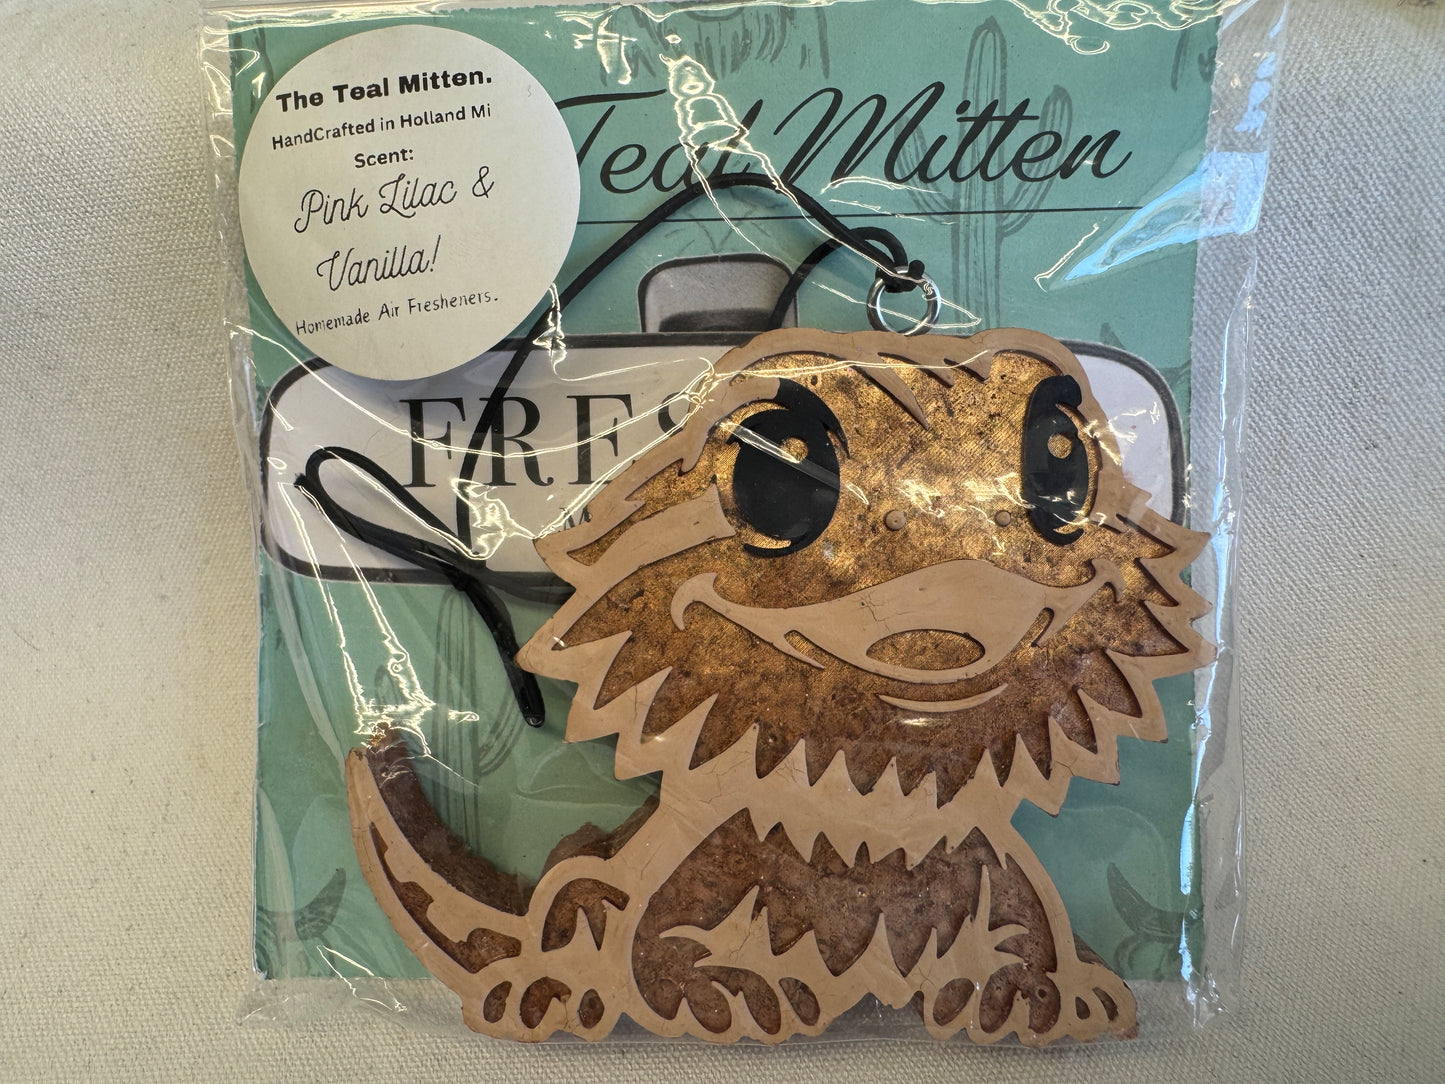 The Teal Mitten.
HandCrafted in Holland Mi
Scent:
Pink Lilac &
Vanilla!
Homemade Air Fresheners.
Teal Mitten
FRES